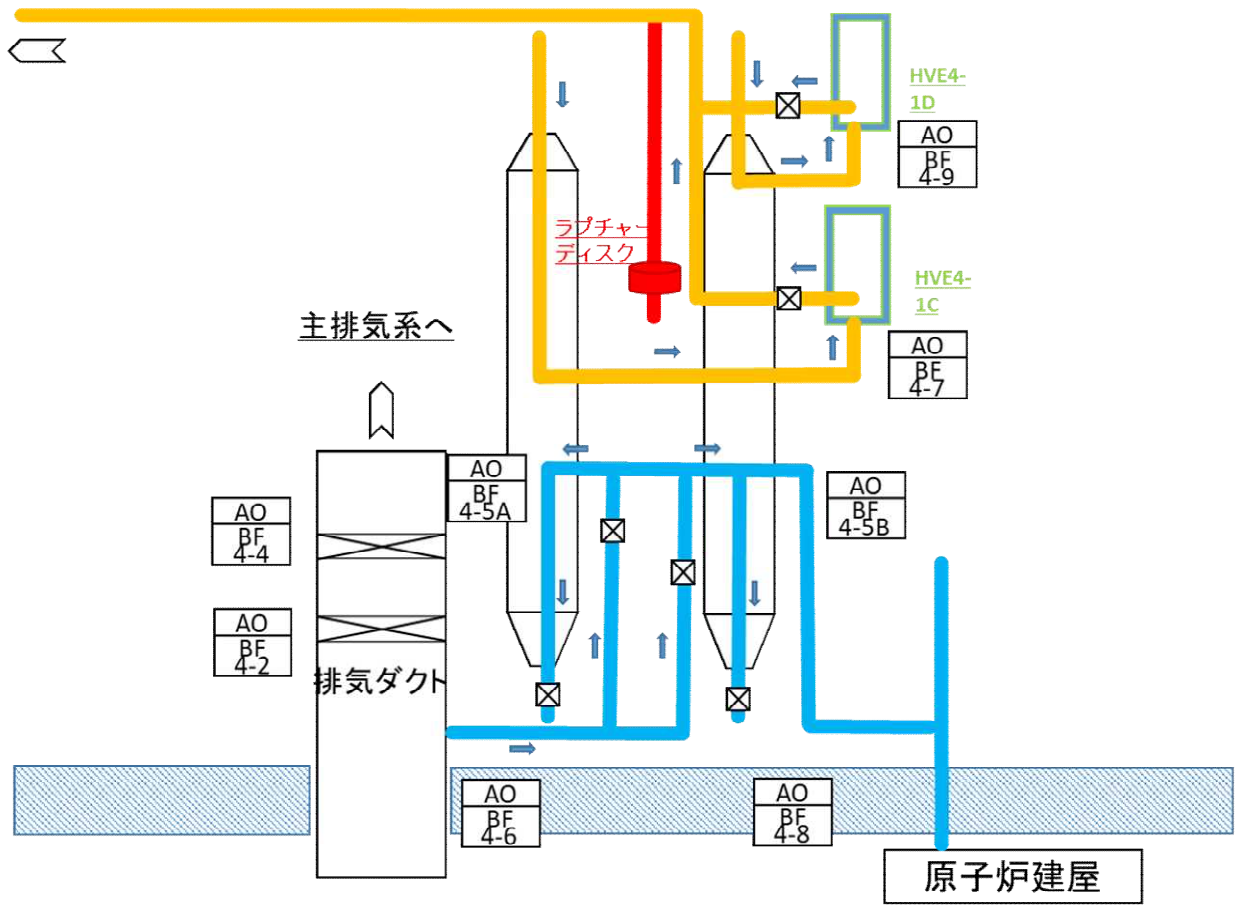 HVE4-
1D
AO
BF
4-9
ラプチャー
ディスク
HVE4-
1C
主排気系へ
AO
BF
4-7
AO
BF
4-5A
AO
BF
4-5B
AO
BF
4-4
AO
BF
4-2
排気ダクト
AO
BF
4-6
AO
BF
4-8
原子炉建屋